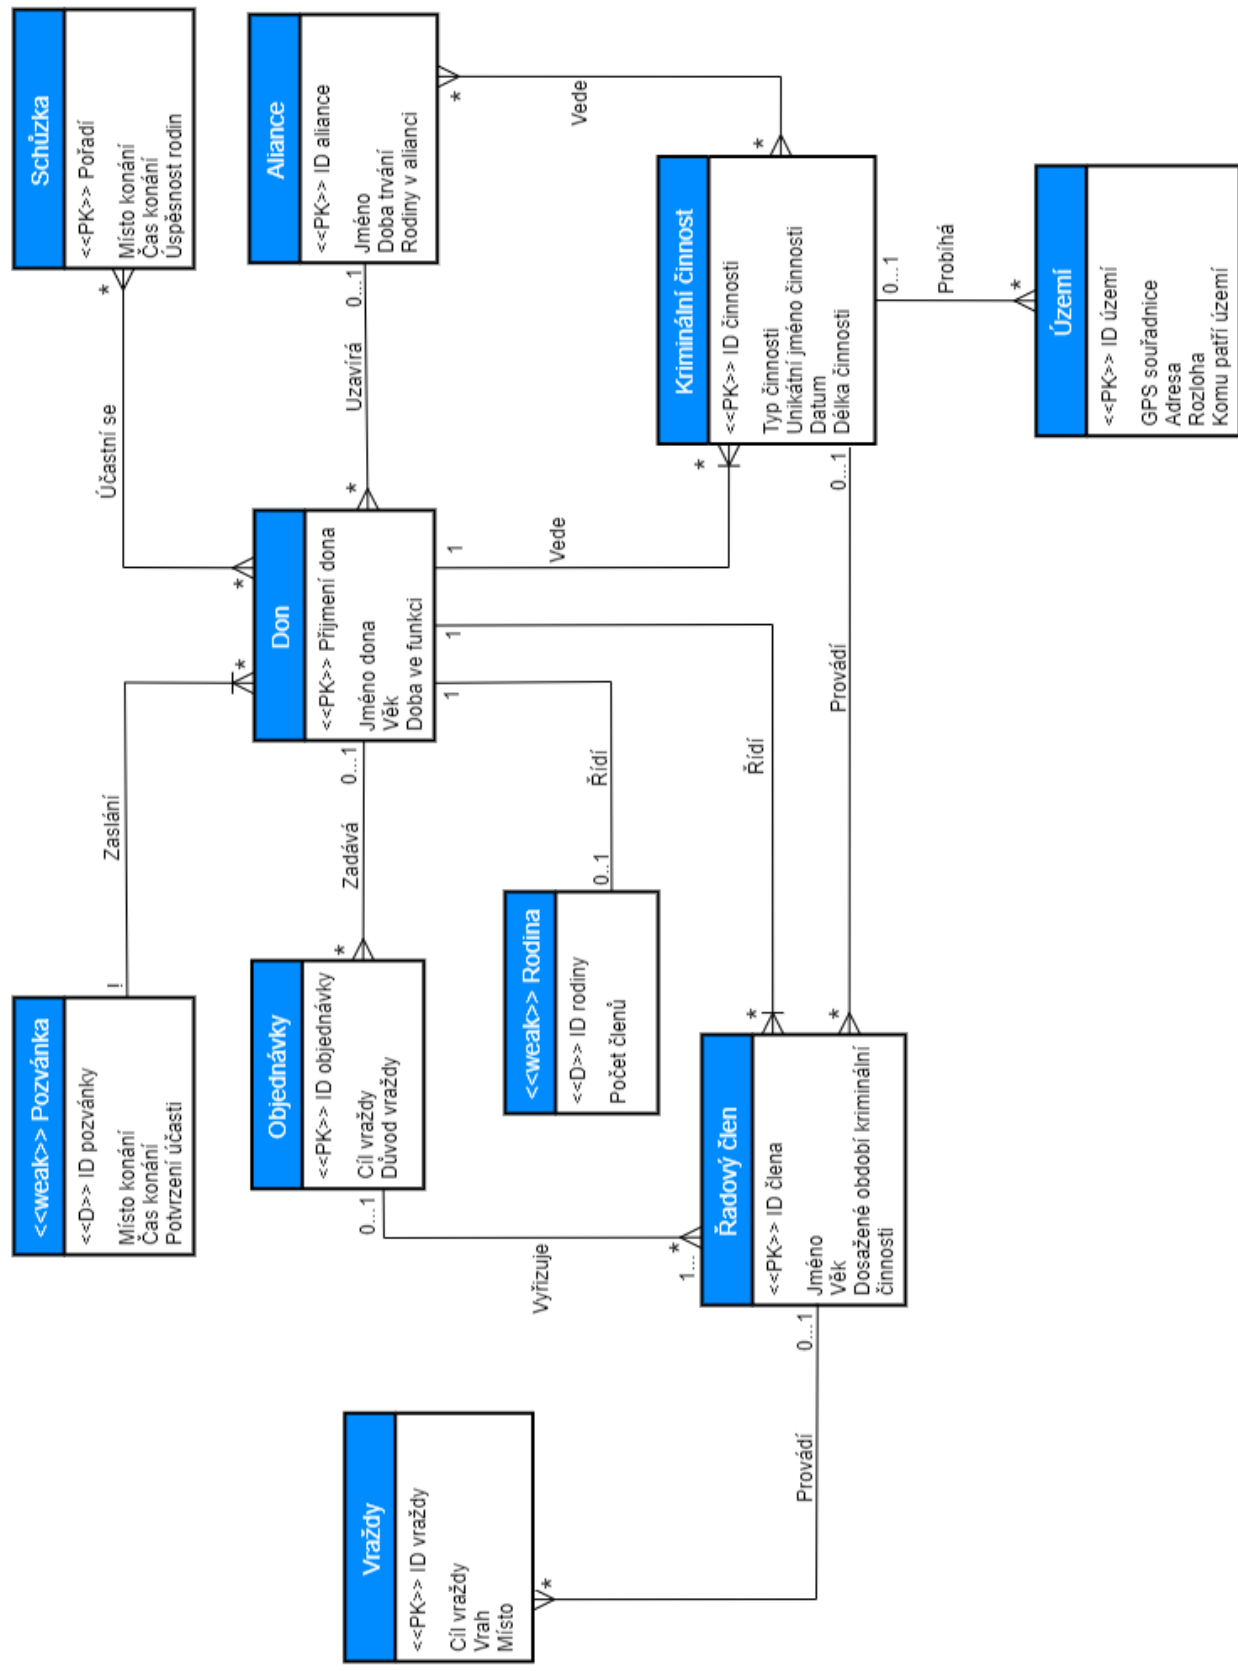 <<weak>> Pozvánka
<<D>> ID pozvánky
Místo konání
Čas konání
Potvrzení účasti
!
Zaslání
*
Účastní se
*
*
Schůzka
<<PK>> Pořadí
Místo konání
Čas konání
Úspěsnost rodin
Objednávky
<<PK>> ID objednávky
Cíl vraždy
Důvod vraždy
*
Zadává
0...1
Don
<<PK>> Přijmení dona
Jméno dona
Věk
Doba ve funkci
*
Uzavírá
0...1
Aliance
<<PK>> ID aliance
Jméno
Doba trvání
Rodiny v alianci
*
Vede
*
Vraždy
<<PK>> ID vraždy
Cíl vraždy
Vrah
Místo
*
Provádí
0...1
0...1
Vyřizuje
1...
*
<<weak>> Rodina
<<D>> ID rodiny
Počet členů
0...1
Řídí
1
1
Řídí
*
1
Vede
*
Kriminální činnost
<<PK>> ID činnosti
Typ činnosti
Unikátní jméno činnosti
Datum
Délka činnosti
Řadový člen
<<PK>> ID člena
Jméno
Věk
Dosažené období kriminální
činnosti
*
Provádí
0...1
0...1
Probíhá
*
Území
<<PK>> ID území
GPS souřadnice
Adresa
Rozloha
Komu patří území